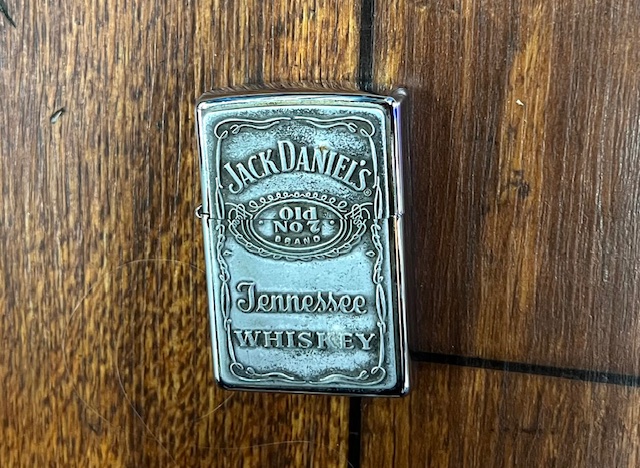 JACK DANIEL'S®
Old
No.7
BRAND
Tennessee
WHISKEY